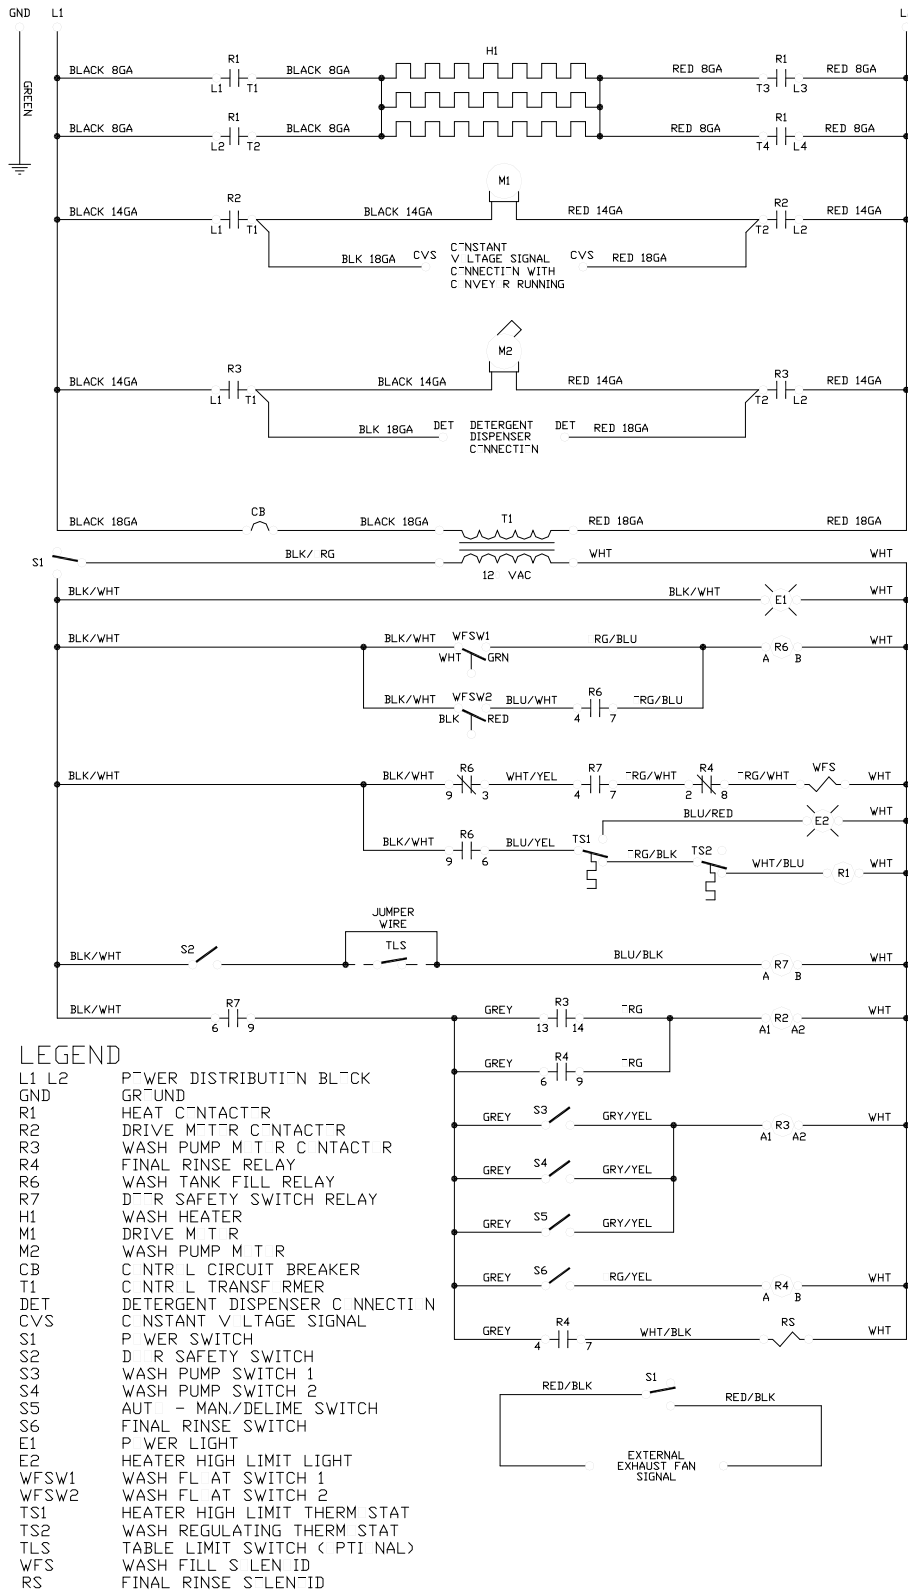 GND L1 L
BLACK 8GA R1 BLACK 8GA H1 RED 8GA R1 RED 8GA
L1 T1 T3 L3
GREEN
BLACK 8GA R1 BLACK 8GA RED 8GA R1 RED 8GA
L2 T2 T4 L4
M1
BLACK 14GA R2 BLACK 14GA RED 14GA R2 RED 14GA
L1 T1 T2 L2
BLK 18GA CVS CVS RED 18GA
C¯NSTANT
V LTAGE SIGNAL
C¯NNECTI¯N WITH
C NVEY R RUNNING
M2
BLACK 14GA R3 BLACK 14GA RED 14GA R3 RED 14GA
L1 T1 T2 L2
BLK 18GA DET DET RED 18GA
DETERGENT
DISPENSER
C¯NNECTI¯N
BLACK 18GA CB BLACK 18GA T1 RED 18GA RED 18GA
S1 BLK/ RG WHT WHT
12 VAC
BLK/WHT BLK/WHT E1 WHT
BLK/WHT BLK/WHT WFSW1 RG/BLU R6 WHT
WHT GRN A B
BLK/WHT WFSW2 BLU/WHT R6 ¯RG/BLU
BLK RED 4 7
BLK/WHT BLK/WHT R6 WHT/YEL R7 ¯RG/WHT R4 ¯RG/WHT WFS WHT
9 3 4 7 2 8
BLU/RED E2 WHT
BLK/WHT R6 BLU/YEL TS1 ¯RG/BLK TS2 WHT/BLU R1 WHT
9 6
JUMPER
WIRE
BLK/WHT S2 TLS BLU/BLK R7 WHT
A B
BLK/WHT R7 GREY R3 ¯RG R2 WHT
6 9 13 14 A1 A2
GREY R4 ¯RG
6 9
GREY S3 GRY/YEL R3 WHT
A1 A2
GREY S4 GRY/YEL
GREY S5 GRY/YEL
GREY S6 RG/YEL R4 WHT
A B
GREY R4 WHT/BLK RS WHT
4 7
RED/BLK S1 RED/BLK
EXTERNAL
EXHAUST FAN
SIGNAL
LEGEND
L1 L2 P¯WER DISTRIBUTI¯N BL¯CK
GND GR¯UND
R1 HEAT C¯NTACT¯R
R2 DRIVE M¯T¯R C¯NTACT¯R
R3 WASH PUMP M T R C NTACT R
R4 FINAL RINSE RELAY
R6 WASH TANK FILL RELAY
R7 D¯¯R SAFETY SWITCH RELAY
H1 WASH HEATER
M1 DRIVE M T R
M2 WASH PUMP M T R
CB C NTR L CIRCUIT BREAKER
T1 C NTR L TRANSF RMER
DET DETERGENT DISPENSER C NNECTI N
CVS C NSTANT V LTAGE SIGNAL
S1 P WER SWITCH
S2 D  R SAFETY SWITCH
S3 WASH PUMP SWITCH 1
S4 WASH PUMP SWITCH 2
S5 AUT  - MAN./DELIME SWITCH
S6 FINAL RINSE SWITCH
E1 P WER LIGHT
E2 HEATER HIGH LIMIT LIGHT
WFSW1 WASH FL AT SWITCH 1
WFSW2 WASH FL AT SWITCH 2
TS1 HEATER HIGH LIMIT THERM STAT
TS2 WASH REGULATING THERM STAT
TLS TABLE LIMIT SWITCH ( PTI NAL)
WFS WASH FILL S LEN ID
RS FINAL RINSE S¯LEN¯ID